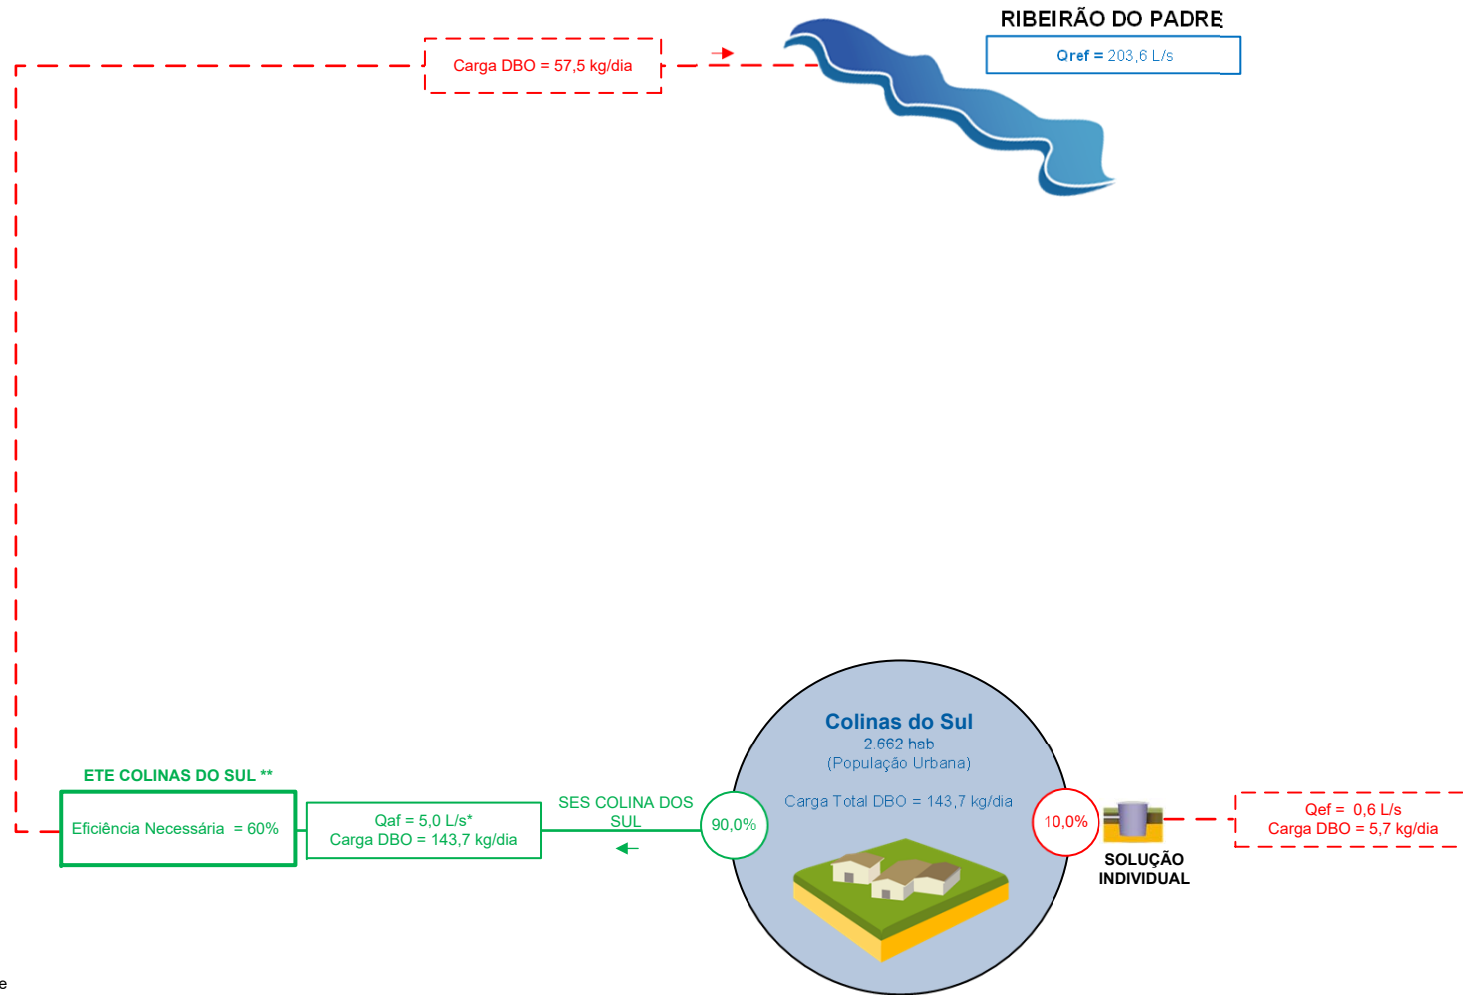 RIBEIRÃO DO PADRE
Qref = 203,6 L/s
Carga DBO = 57,5 kg/dia
Colinas do Sul
2.662 hab
(População Urbana)
Carga Total DBO = 143,7 kg/dia
ETE COLINAS DO SUL **
Eficiência Necessária = 60%
Qaf = 5,0 L/s*
Carga DBO = 143,7 kg/dia
SES COLINA DOS
SUL
90,0%
10,0%
SOLUÇÃO
INDIVIDUAL
Qef = 0,6 L/s
Carga DBO = 5,7 kg/dia
e